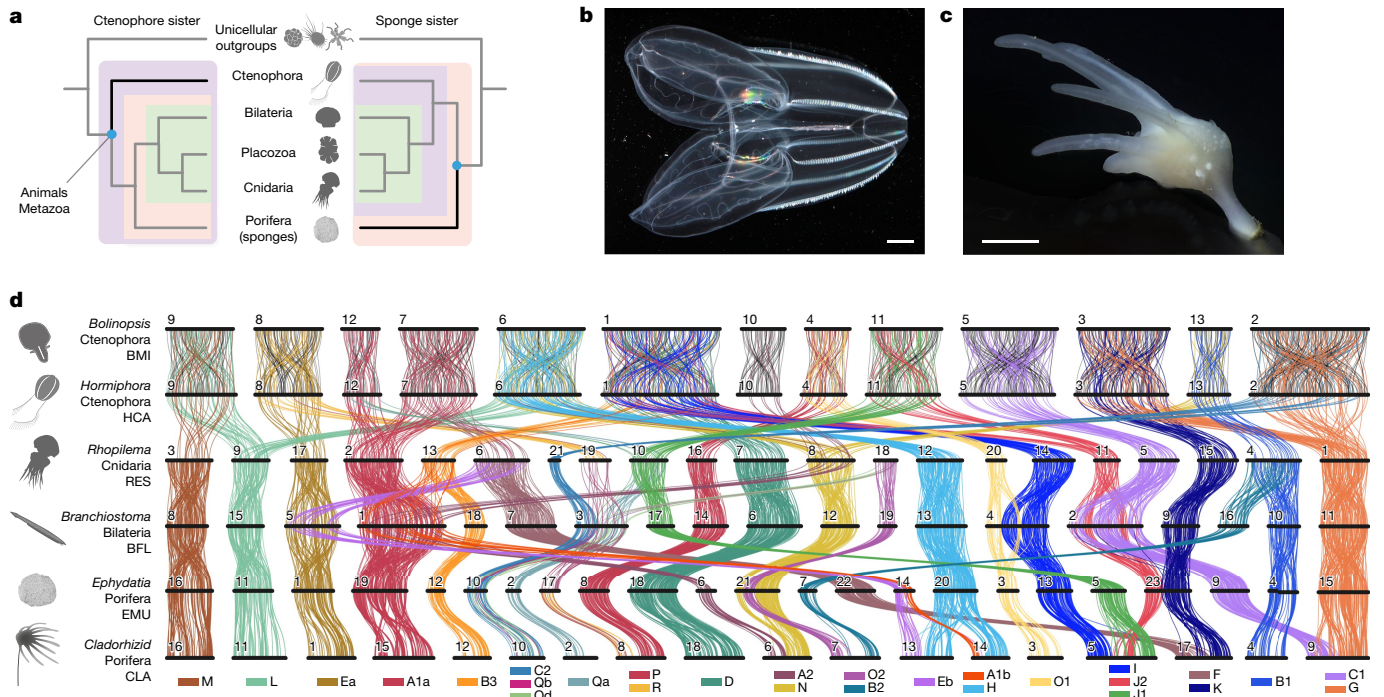 a
Ctenophore sister
Sponge sister
Unicellular
outgroups
Ctenophora
Bilateria
Placozoa
Cnidaria
Porifera
(sponges)
Animals
Metazoa
b
c
d
9 8 12 7 6 1 10 4 11 5 3 13 2
Bolinopsis
Ctenophora
BMI
9 8 12 7 6 1 10 4 11 5 3 13 2
Hormiphora
Ctenophora
HCA
3 9 17 2 13 6 21 19 10 16 7 8 18 12 20 14 11 5 15 4 1
Rhopilema
Cnidaria
RES
8 15 5 1 18 7 3 17 14 6 12 19 13 4 2 9 16 10 11
Branchiostoma
Bilateria
BFL
16 11 1 19 12 10 2 17 8 18 6 21 7 22 14 20 3 13 5 23 9 4 15
Ephydatia
Porifera
EMU
16 11 1 15 12 10 2 8 18 6 7 13 14 3 5 17 4 9
Cladorhizid
Porifera
CLA
M L Ea A1a B3 C2 Qa P D A2 O2 Eb A1b O1 I F B1 C1
Qb R N B2 H J2 K G
Qd J1